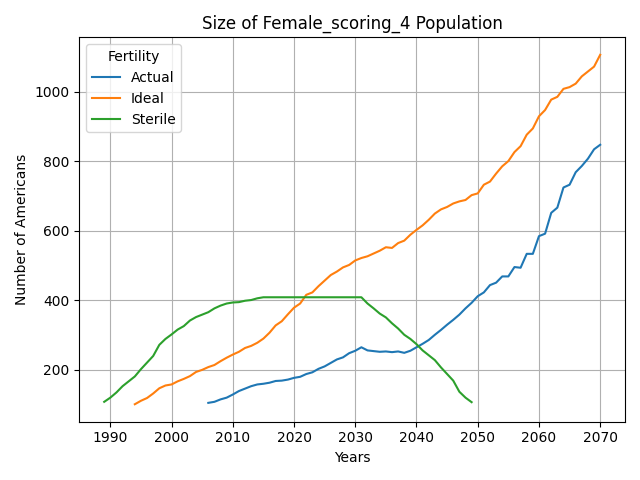 Size of Female_scoring_4 Population
Fertility
Actual
Ideal
Sterile
Number of Americans
1000
800
600
400
200
1990 2000 2010 2020 2030 2040 2050 2060 2070
Years